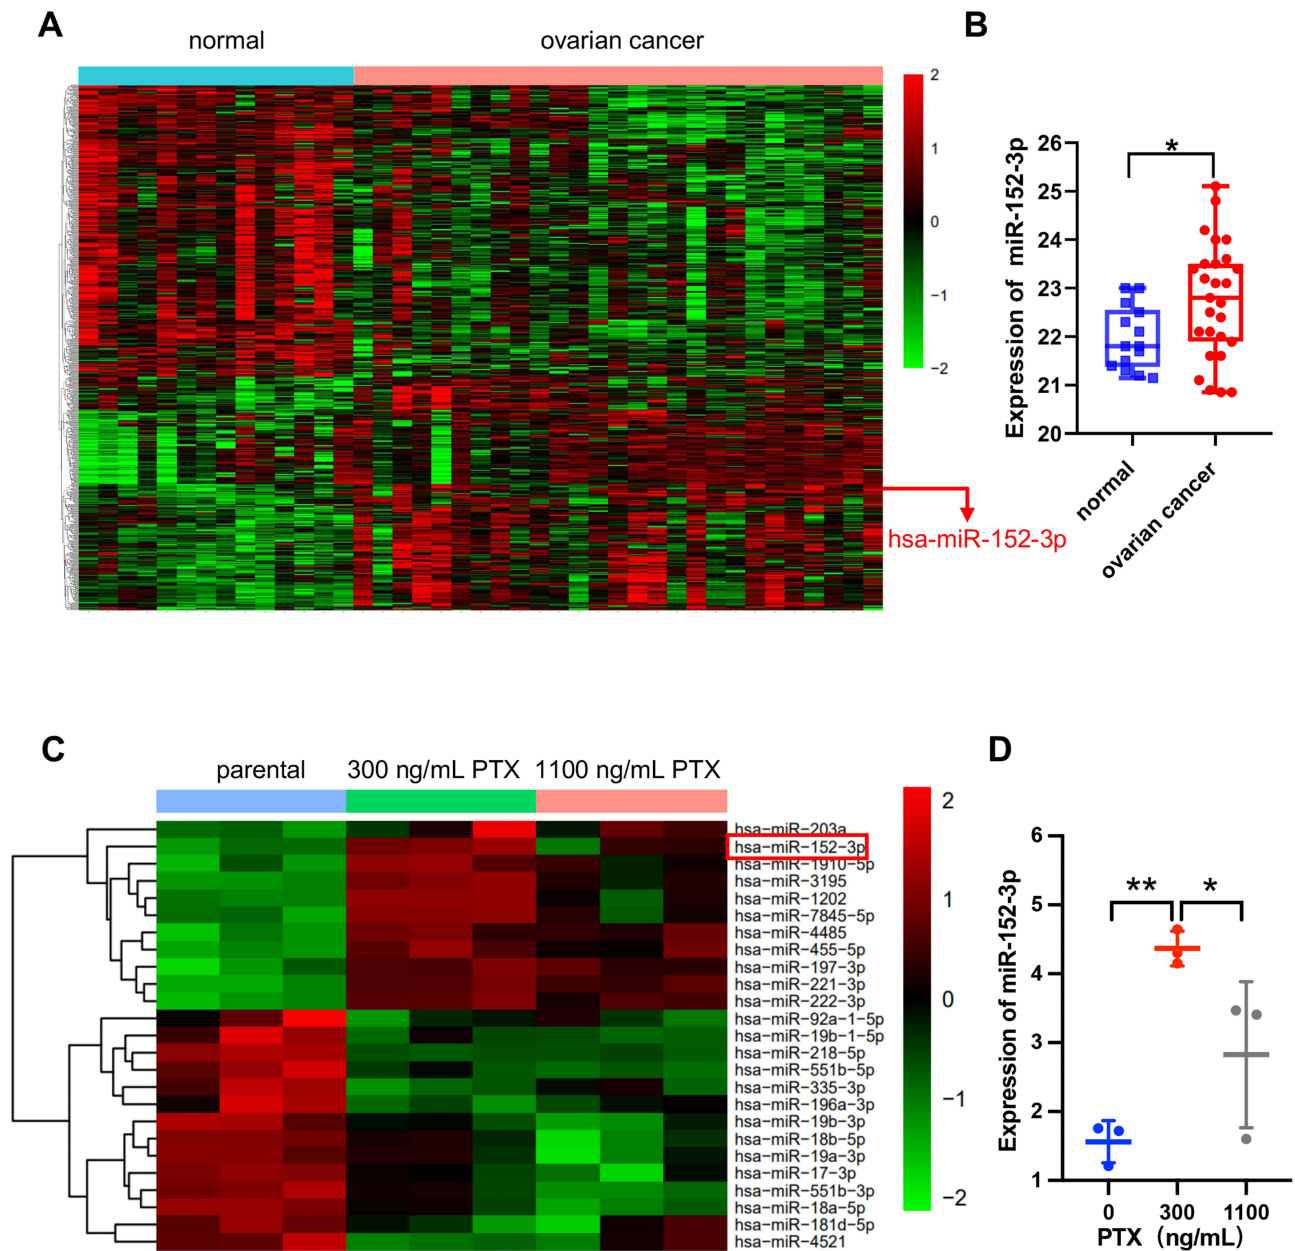 A
normal
ovarian cancer
2
1
0
−1
−2
hsa-miR-152-3p
B
Expression of miR-152-3p
26
25
24
23
22
21
20
*
normal
ovarian cancer
C
parental
300 ng/mL PTX
1100 ng/mL PTX
hsa−miR−203a
hsa−miR−152−3p
hsa−miR−1910−5p
hsa−miR−3195
hsa−miR−1202
hsa−miR−7845−5p
hsa−miR−4485
hsa−miR−455−5p
hsa−miR−197−3p
hsa−miR−221−3p
hsa−miR−222−3p
hsa−miR−92a−1−5p
hsa−miR−19b−1−5p
hsa−miR−218−5p
hsa−miR−551b−5p
hsa−miR−335−3p
hsa−miR−196a−3p
hsa−miR−19b−3p
hsa−miR−18b−5p
hsa−miR−19a−3p
hsa−miR−17−3p
hsa−miR−551b−3p
hsa−miR−18a−5p
hsa−miR−181d−5p
hsa−miR−4521
2
1
0
−1
−2
D
Expression of miR-152-3p
6
5
4
3
2
1
**
*
0
300
1100
PTX（ng/mL）